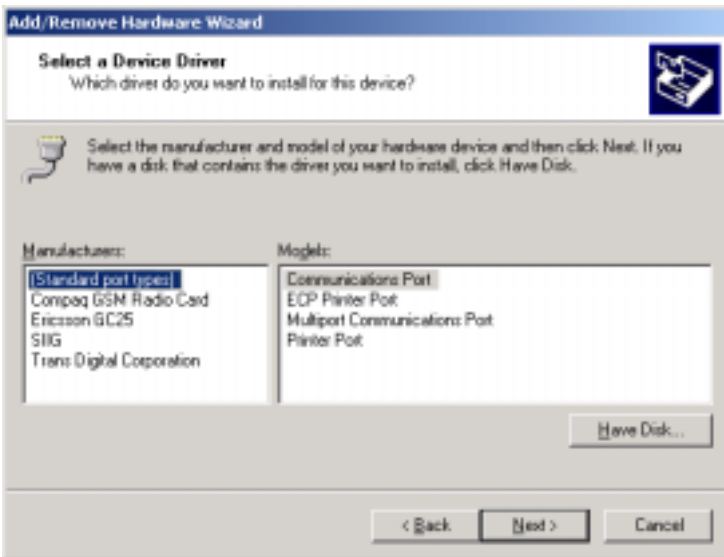 Add/Remove Hardware Wizard
Select a Device Driver
Which driver do you want to install for this device?
Select the manufacturer and model of your hardware device and then click Next. If you
have a disk that contains the driver you want to install, click Have Disk.
Manufacturers:
(Standard port types)
Compaq GSM Radio Card
Ericsson GC25
SIIG
Trans Digital Corporation
Models:
Communications Port
ECP Printer Port
Multiport Communications Port
Printer Port
Have Disk...
< Back
Next >
Cancel